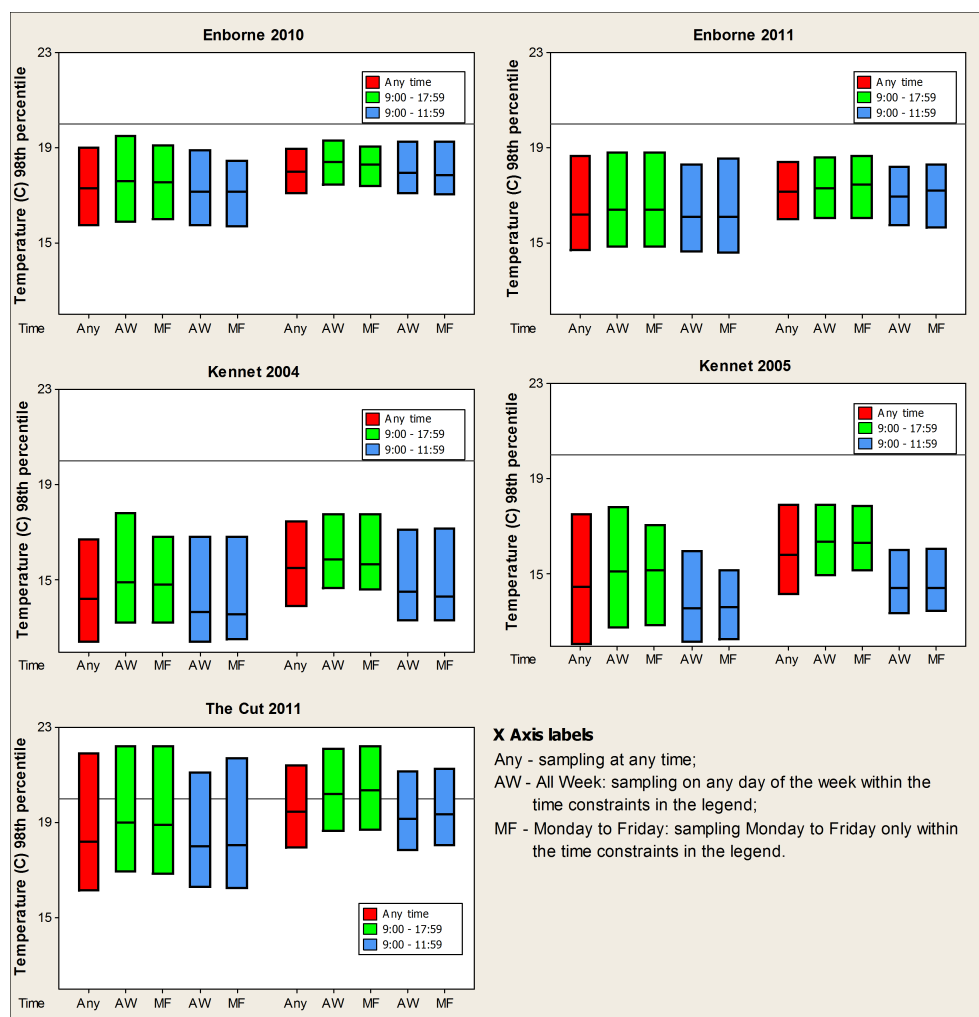 Enborne 2010
Temperature (C) 98th percentile
23
19
15
Any time
9:00 - 17:59
9:00 - 11:59
Time Any AW MF AW MF Any AW MF AW MF
Enborne 2011
Temperature (C) 98th percentile
23
19
15
Any time
9:00 - 17:59
9:00 - 11:59
Time Any AW MF AW MF Any AW MF AW MF
Kennet 2004
Temperature (C) 98th percentile
23
19
15
Any time
9:00 - 17:59
9:00 - 11:59
Time Any AW MF AW MF Any AW MF AW MF
Kennet 2005
Temperature (C) 98th percentile
23
19
15
Any time
9:00 - 17:59
9:00 - 11:59
Time Any AW MF AW MF Any AW MF AW MF
The Cut 2011
Temperature (C) 98th percentile
23
19
15
Any time
9:00 - 17:59
9:00 - 11:59
Time Any AW MF AW MF Any AW MF AW MF
X Axis labels
Any - sampling at any time;
AW - All Week: sampling on any day of the week within the
time constraints in the legend;
MF - Monday to Friday: sampling Monday to Friday only within
the time constraints in the legend.